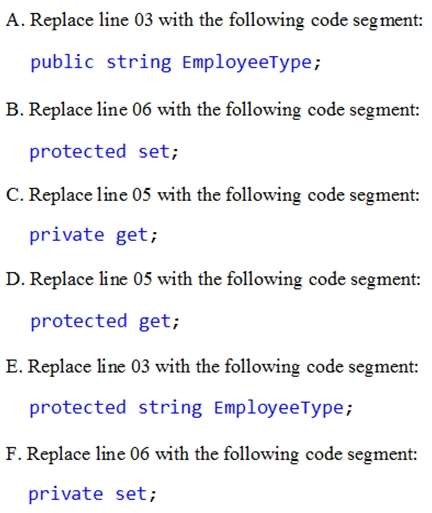 A. Replace line 03 with the following code segment:
public string EmployeeType;
B. Replace line 06 with the following code segment:
protected set;
C. Replace line 05 with the following code segment:
private get;
D. Replace line 05 with the following code segment:
protected get;
E. Replace line 03 with the following code segment:
protected string EmployeeType;
F. Replace line 06 with the following code segment:
private set;